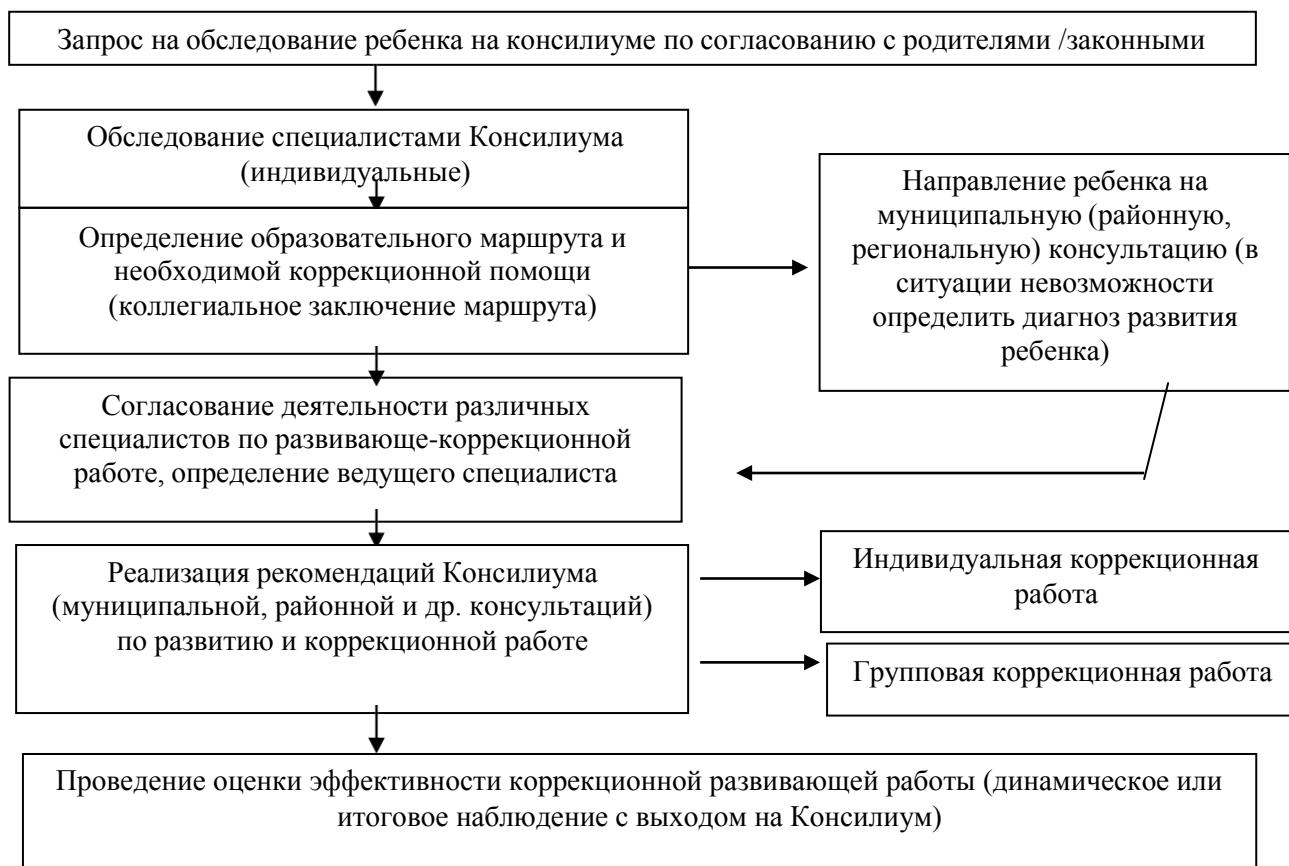 Запрос на обследование ребенка на консилиуме по согласованию с родителями /законными
Обследование специалистами Консилиума
(индивидуальные)
Определение образовательного маршрута и
необходимой коррекционной помощи
(коллегиальное заключение маршрута)
Направление ребенка на
муниципальную (районную,
региональную) консультацию (в
ситуации невозможности
определить диагноз развития
ребенка)
Согласование деятельности различных
специалистов по развивающе-коррекционной
работе, определение ведущего специалиста
Реализация рекомендаций Консилиума
(муниципальной, районной и др. консультаций)
по развитию и коррекционной работе
Индивидуальная коррекционная
работа
Групповая коррекционная работа
Проведение оценки эффективности коррекционной развивающей работы (динамическое или
итоговое наблюдение с выходом на Консилиум)